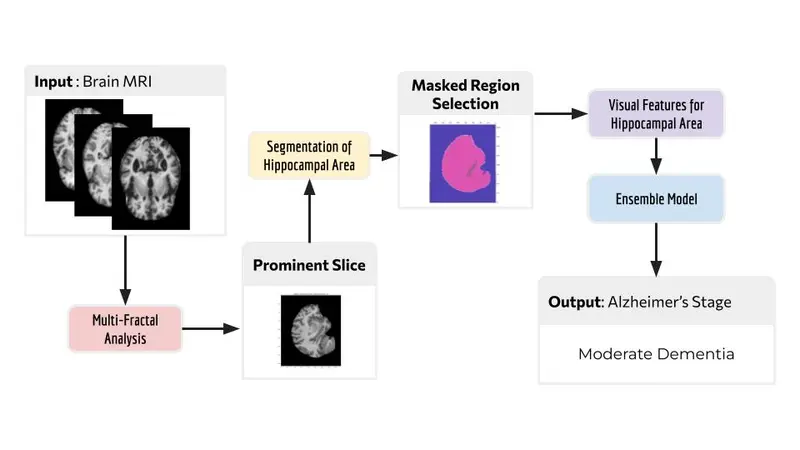 Input : Brain MRI
Multi-Fractal
Analysis
Prominent Slice
Segmentation of
Hippocampal Area
Masked Region
Selection
Visual Features for
Hippocampal Area
Ensemble Model
Output: Alzheimer's Stage
Moderate Dementia